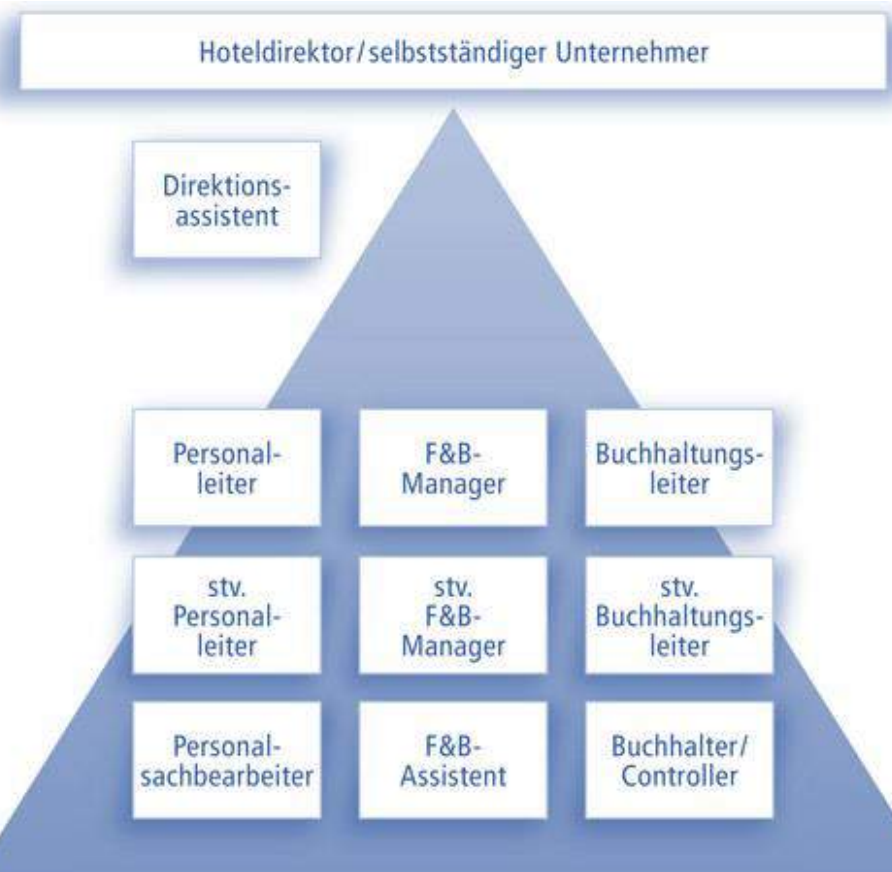 Hoteldirektor/selbstständiger Unternehmer
Direktions-
assistent
Personal-
leiter
F&B-
Manager
Buchhaltungs-
leiter
stv.
Personal-
leiter
stv.
F&B-
Manager
stv.
Buchhaltungs-
leiter
Personal-
sachbearbeiter
F&B-
Assistent
Buchhalter/
Controller